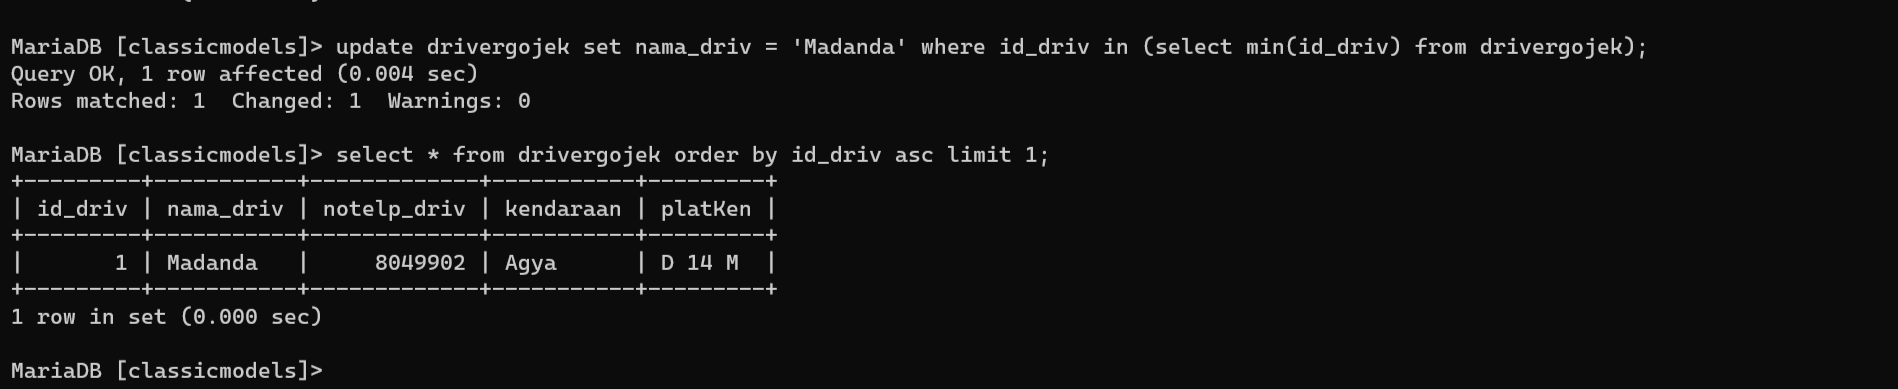 MariaDB [classicmodels]> update drivergojek set nama_driv = 'Madanda' where id_driv in (select min(id_driv) from drivergojek);
Query OK, 1 row affected (0.004 sec)
Rows matched: 1  Changed: 1  Warnings: 0
MariaDB [classicmodels]> select * from drivergojek order by id_driv asc limit 1;
+---------+-----------+-------------+-----------+---------+
| id_driv | nama_driv | notelp_driv | kendaraan | platKen |
+---------+-----------+-------------+-----------+---------+
|       1 | Madanda   |     8049902 | Agya      | D 14 M  |
+---------+-----------+-------------+-----------+---------+
1 row in set (0.000 sec)
MariaDB [classicmodels]>